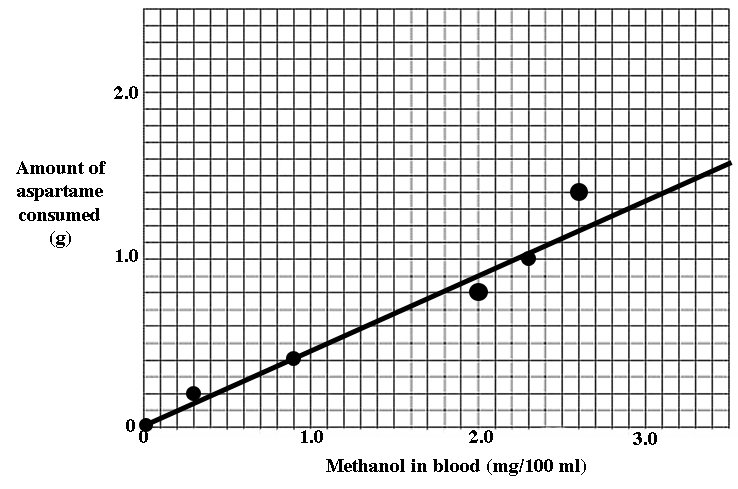 2.0
Amount of
aspartame
consumed
(g)
1.0
0
0 1.0 2.0 3.0
Methanol in blood (mg/100 ml)